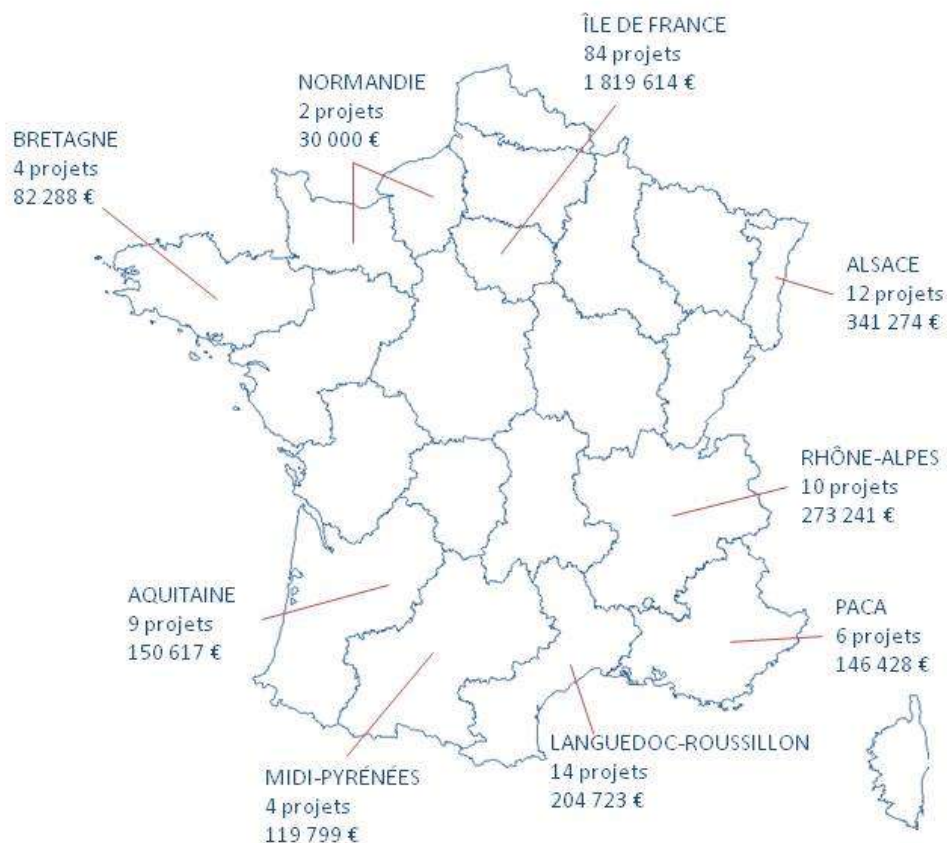 ÎLE DE FRANCE
84 projets
1 819 614 €
NORMANDIE
2 projets
30 000 €
BRETAGNE
4 projets
82 288 €
ALSACE
12 projets
341 274 €
RHÔNE-ALPES
10 projets
273 241 €
AQUITAINE
9 projets
150 617 €
PACA
6 projets
146 428 €
LANGUEDOC-ROUSSILLON
14 projets
204 723 €
MIDI-PYRÉNÉES
4 projets
119 799 €